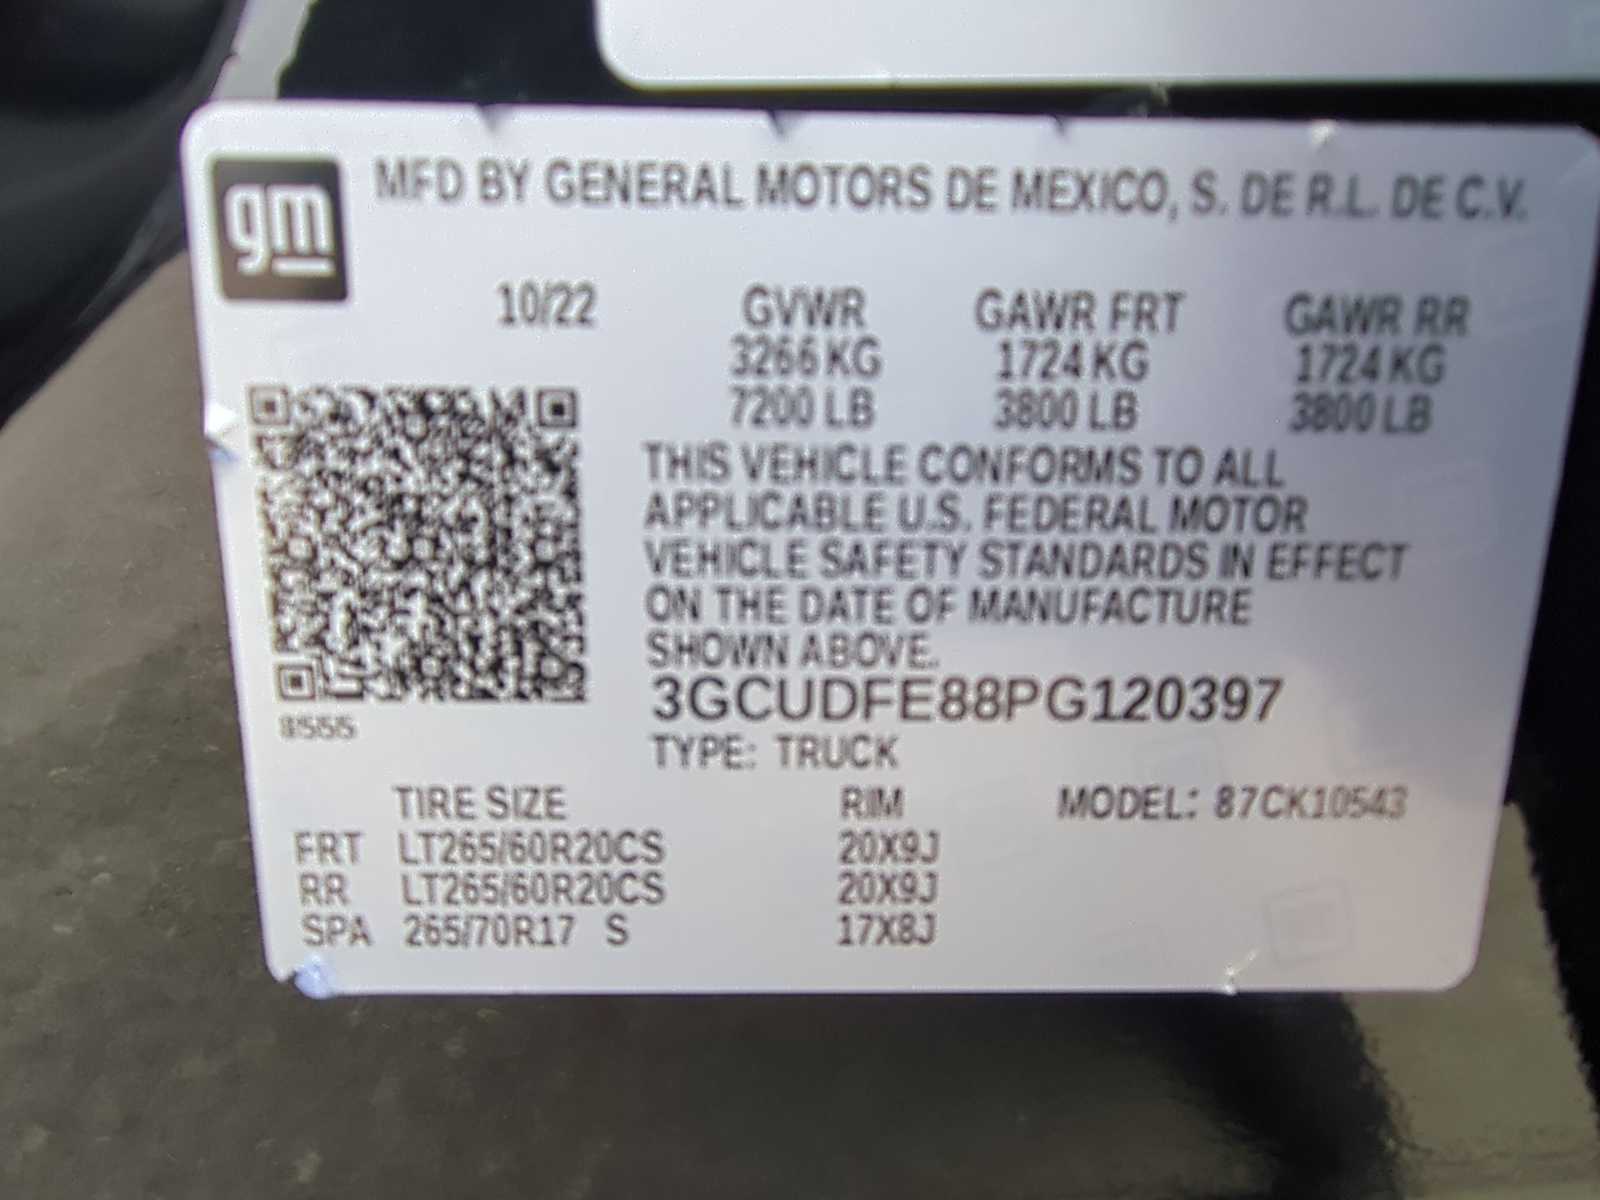 gm
MFD BY GENERAL MOTORS DE MEXICO, S. DE R.L. DE C.V.
10/22 GVWR GAWR FRT GAWR RR
3266 KG 1724 KG 1724 KG
7200 LB 3800 LB 3800 LB
THIS VEHICLE CONFORMS TO ALL
APPLICABLE U.S. FEDERAL MOTOR
VEHICLE SAFETY STANDARDS IN EFFECT
ON THE DATE OF MANUFACTURE
SHOWN ABOVE.
3GCUDFE88PG120397
8555
TYPE: TRUCK
TIRE SIZE RIM MODEL: 87CK10543
FRT LT265/60R20CS 20X9J
RR LT265/60R20CS 20X9J
SPA 265/70R17 S 17X8J